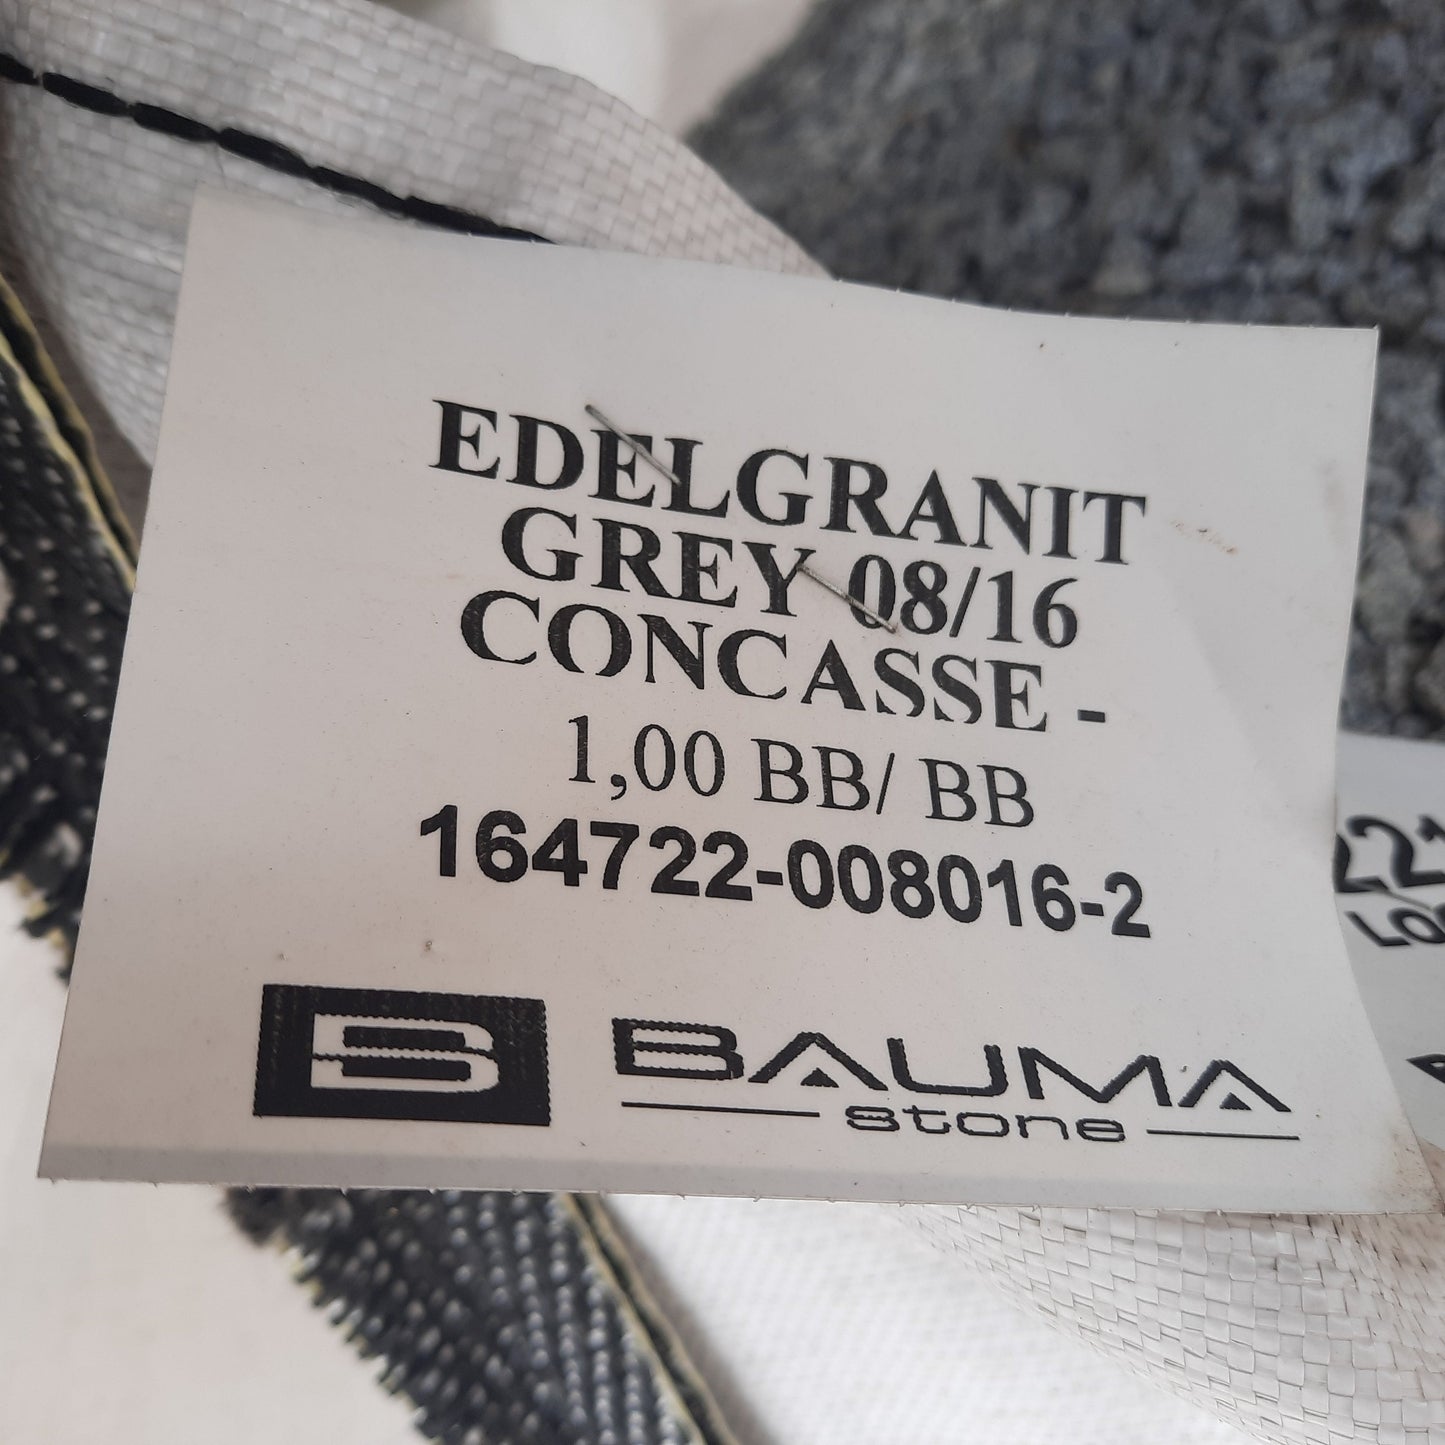 EDELGRANIT
GREY 08/16
CONCASSE -
1,00 BB/ BB
164722-008016-2
B BAUMA
stone